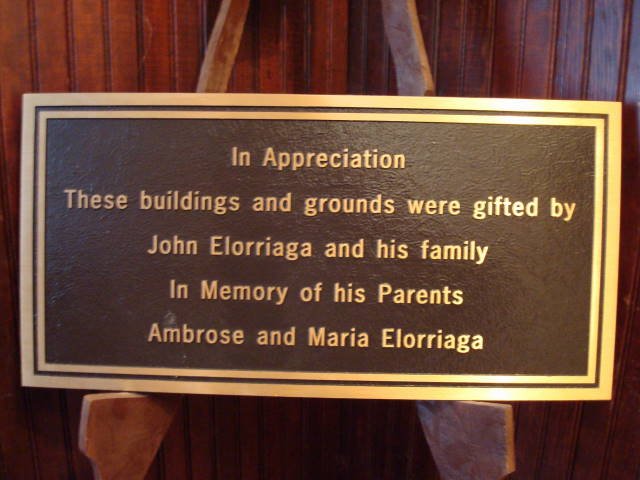 In Appreciation
These buildings and grounds were gifted by
John Elorriaga and his family
In Memory of his Parents
Ambrose and Maria Elorriaga